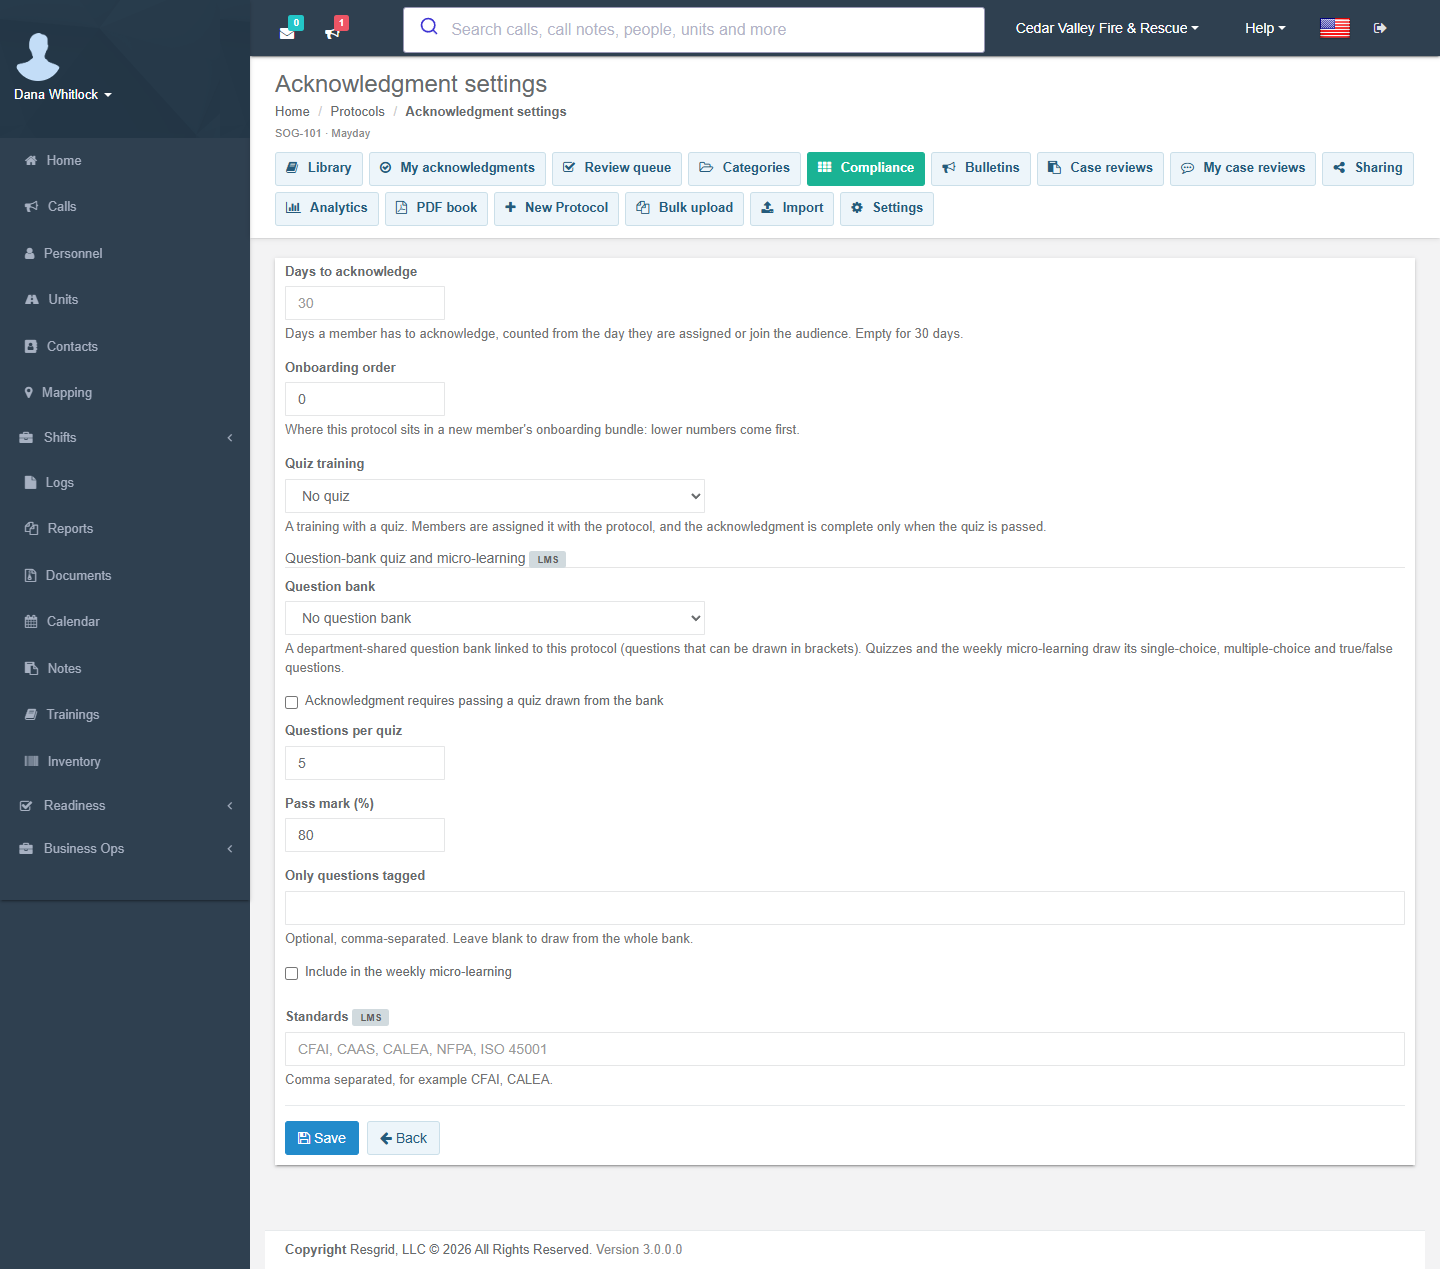 0
1
Search calls, call notes, people, units and more
Cedar Valley Fire & Rescue
Help
Dana Whitlock
Home
Calls
Personnel
Units
Contacts
Mapping
Shifts
Logs
Reports
Documents
Calendar
Notes
Trainings
Inventory
Readiness
Business Ops
Acknowledgment settings
Home / Protocols / Acknowledgment settings
SOG-101 - Mayday
Library
My acknowledgments
Review queue
Categories
Compliance
Bulletins
Case reviews
My case reviews
Sharing
Analytics
PDF book
New Protocol
Bulk upload
Import
Settings
Days to acknowledge
30
Days a member has to acknowledge, counted from the day they are assigned or join the audience. Empty for 30 days.
Onboarding order
0
Where this protocol sits in a new member's onboarding bundle: lower numbers come first.
Quiz training
No quiz
A training with a quiz. Members are assigned it with the protocol, and the acknowledgment is complete only when the quiz is passed.
Question-bank quiz and micro-learning LMS
Question bank
No question bank
A department-shared question bank linked to this protocol (questions that can be drawn in brackets). Quizzes and the weekly micro-learning draw its single-choice, multiple-choice and true/false
questions.
Acknowledgment requires passing a quiz drawn from the bank
Questions per quiz
5
Pass mark (%)
80
Only questions tagged
Optional, comma-separated. Leave blank to draw from the whole bank.
Include in the weekly micro-learning
Standards LMS
CFAI, CAAS, CALEA, NFPA, ISO 45001
Comma separated, for example CFAI, CALEA.
Save
Back
Copyright Resgrid, LLC © 2026 All Rights Reserved. Version 3.0.0.0